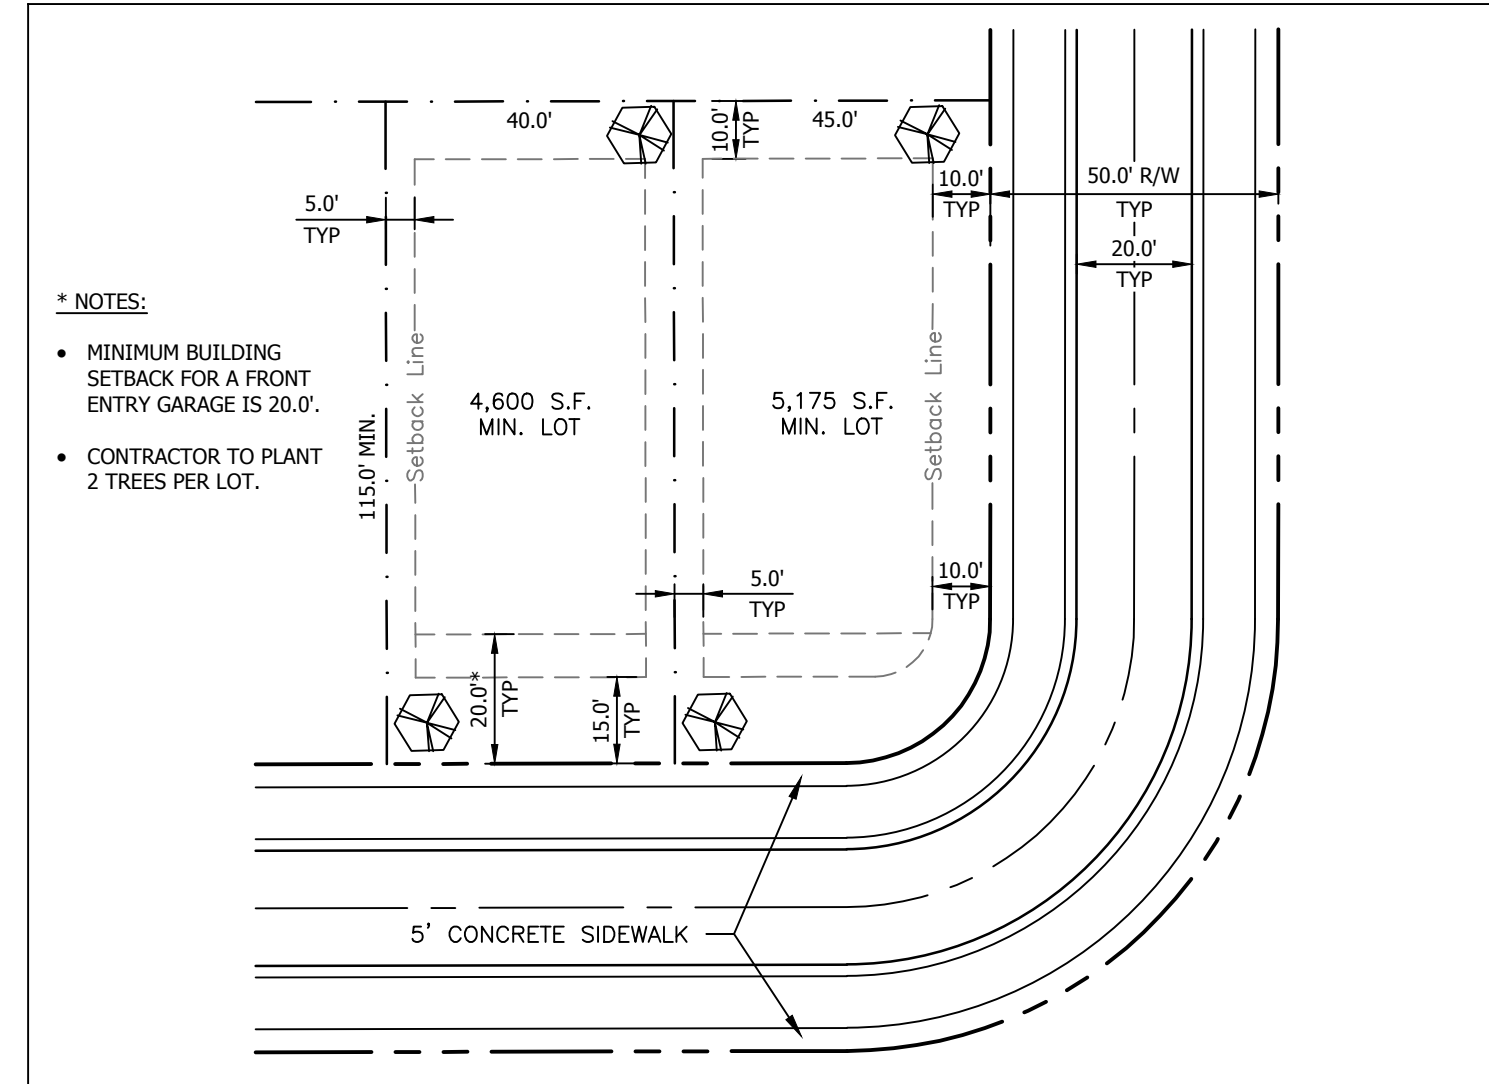 40.0'
10.0'
TYP
45.0'
10.0'
TYP
50.0' R/W
TYP
5.0'
TYP
20.0'
TYP
* NOTES:
• MINIMUM BUILDING
SETBACK FOR A FRONT
ENTRY GARAGE IS 20.0'.
• CONTRACTOR TO PLANT
2 TREES PER LOT.
115.0' MIN.
Setback Line
4,600 S.F.
MIN. LOT
5,175 S.F.
MIN. LOT
Setback Line
5.0'
TYP
10.0'
TYP
20.0'*
TYP
15.0'
TYP
5' CONCRETE SIDEWALK